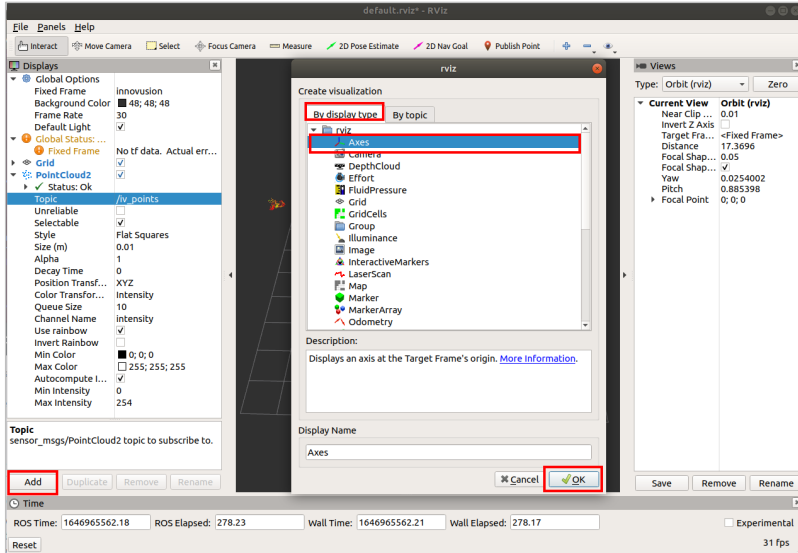 default.rviz* - RViz
File Panels Help
Interact Move Camera Select Focus Camera Measure 2D Pose Estimate 2D Nav Goal Publish Point
Displays
Global Options
Fixed Frame innovusion
Background Color 48; 48; 48
Frame Rate 30
Default Light
Global Status: ...
Fixed Frame No tf data. Actual err...
Grid
PointCloud2
Status: Ok
Topic /iv_points
Unreliable
Selectable
Style Flat Squares
Size (m) 0.01
Alpha 1
Decay Time 0
Position Transf... XYZ
Color Transfor... Intensity
Queue Size 10
Channel Name intensity
Use rainbow
Invert Rainbow
Min Color 0; 0; 0
Max Color 255; 255; 255
Autocompute I...
Min Intensity 0
Max Intensity 254
Topic
sensor_msgs/PointCloud2 topic to subscribe to.
Add Duplicate Remove Rename
rviz
Create visualization
By display type By topic
rviz
Axes
Camera
DepthCloud
Effort
FluidPressure
Grid
GridCells
Group
Illuminance
Image
InteractiveMarkers
LaserScan
Map
Marker
MarkerArray
Odometry
Description:
Displays an axis at the Target Frame's origin. More Information.
Display Name
Axes
Cancel OK
Views
Type: Orbit (rviz) Zero
Current View Orbit (rviz)
Near Clip ... 0.01
Invert Z Axis
Target Fra... <Fixed Frame>
Distance 17.3696
Focal Shap... 0.05
Focal Shap...
Yaw 0.0254002
Pitch 0.885398
Focal Point 0; 0; 0
Save Remove Rename
Time
ROS Time: 1646965562.18 ROS Elapsed: 278.23 Wall Time: 1646965562.21 Wall Elapsed: 278.17 Experimental
Reset 31 fps